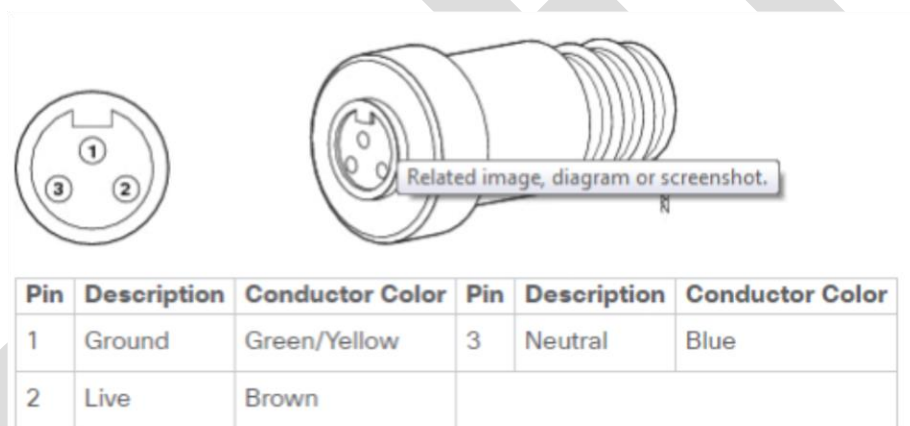 1
3 2
Related image, diagram or screenshot.
Pin Description Conductor Color Pin Description Conductor Color
1 Ground Green/Yellow 3 Neutral Blue
2 Live Brown